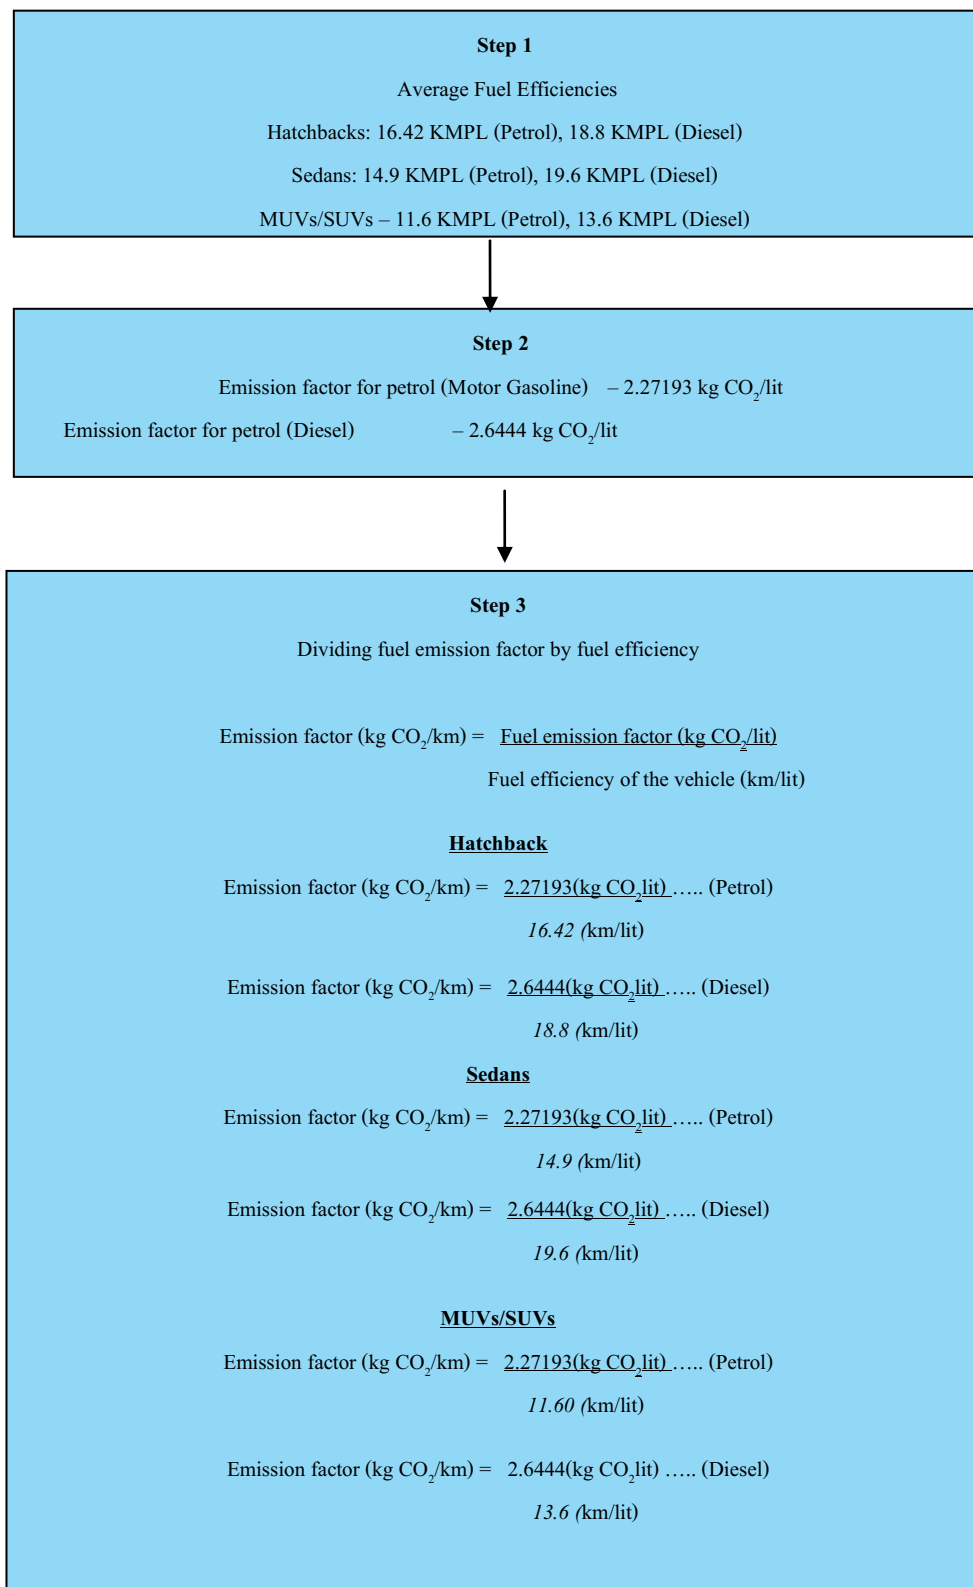 Step 1
Average Fuel Efficiencies
Hatchbacks: 16.42 KMPL (Petrol), 18.8 KMPL (Diesel)
Sedans: 14.9 KMPL (Petrol), 19.6 KMPL (Diesel)
MUVs/SUVs – 11.6 KMPL (Petrol), 13.6 KMPL (Diesel)
Step 2
Emission factor for petrol (Motor Gasoline) – 2.27193 kg CO₂/lit
Emission factor for petrol (Diesel) – 2.6444 kg CO₂/lit
Step 3
Dividing fuel emission factor by fuel efficiency
Emission factor (kg CO₂/km) = Fuel emission factor (kg CO₂/lit)
Fuel efficiency of the vehicle (km/lit)
Hatchback
Emission factor (kg CO₂/km) = 2.27193(kg CO₂lit) ….. (Petrol)
16.42 (km/lit)
Emission factor (kg CO₂/km) = 2.6444(kg CO₂lit) ….. (Diesel)
18.8 (km/lit)
Sedans
Emission factor (kg CO₂/km) = 2.27193(kg CO₂lit) ….. (Petrol)
14.9 (km/lit)
Emission factor (kg CO₂/km) = 2.6444(kg CO₂lit) ….. (Diesel)
19.6 (km/lit)
MUVs/SUVs
Emission factor (kg CO₂/km) = 2.27193(kg CO₂lit) ….. (Petrol)
11.60 (km/lit)
Emission factor (kg CO₂/km) = 2.6444(kg CO₂lit) ….. (Diesel)
13.6 (km/lit)